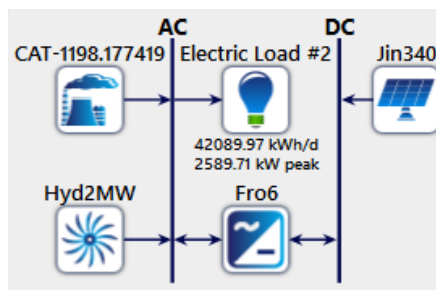 AC DC
CAT-1198.177419 Electric Load #2 Jin340
42089.97 kWh/d
2589.71 kW peak
Hyd2MW Fro6